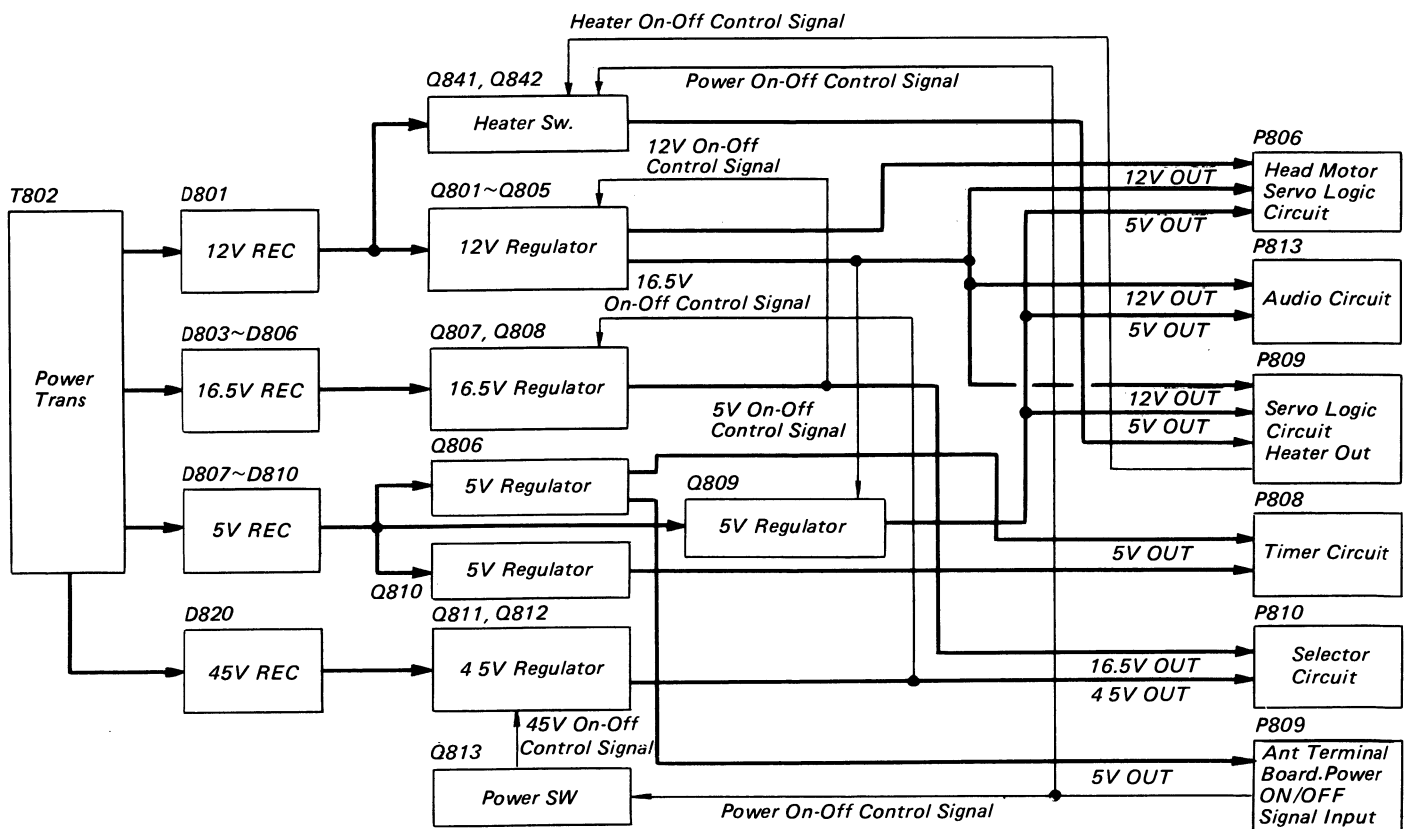 Heater On-Off Control Signal
Q841, Q842
Power On-Off Control Signal
Heater Sw.
12V On-Off
Control Signal
P806
Head Motor
Servo Logic
Circuit
12V OUT
5V OUT
T802
Power
Trans
D801
12V REC
Q801~Q805
12V Regulator
16.5V
On-Off Control Signal
P813
Audio Circuit
12V OUT
5V OUT
D803~D806
16.5V REC
Q807, Q808
16.5V Regulator
5V On-Off
Control Signal
P809
Servo Logic
Circuit
Heater Out
12V OUT
5V OUT
D807~D810
5V REC
Q806
5V Regulator
Q809
5V Regulator
Q810
5V Regulator
P808
Timer Circuit
5V OUT
D820
45V REC
Q811, Q812
4 5V Regulator
P810
Selector
Circuit
16.5V OUT
4 5V OUT
45V On-Off
Control Signal
Q813
Power SW
Power On-Off Control Signal
P809
Ant Terminal
Board.Power
ON/OFF
Signal Input
5V OUT